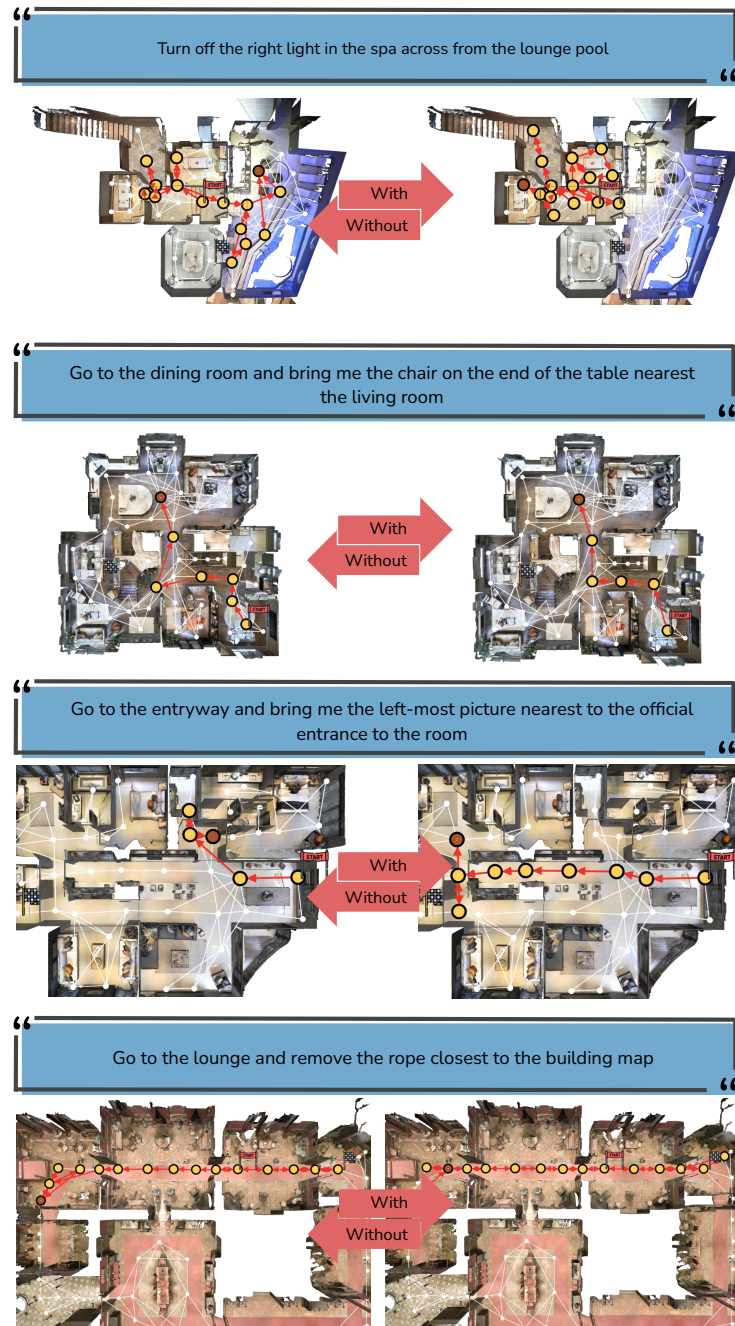 “
Turn off the right light in the spa across from the lounge pool
“
START
START
With
Without
“
Go to the dining room and bring me the chair on the end of the table nearest
the living room
“
With
Without
START
START
“
Go to the entryway and bring me the left-most picture nearest to the official
entrance to the room
“
START
START
With
Without
“
Go to the lounge and remove the rope closest to the building map
“
START
START
With
Without